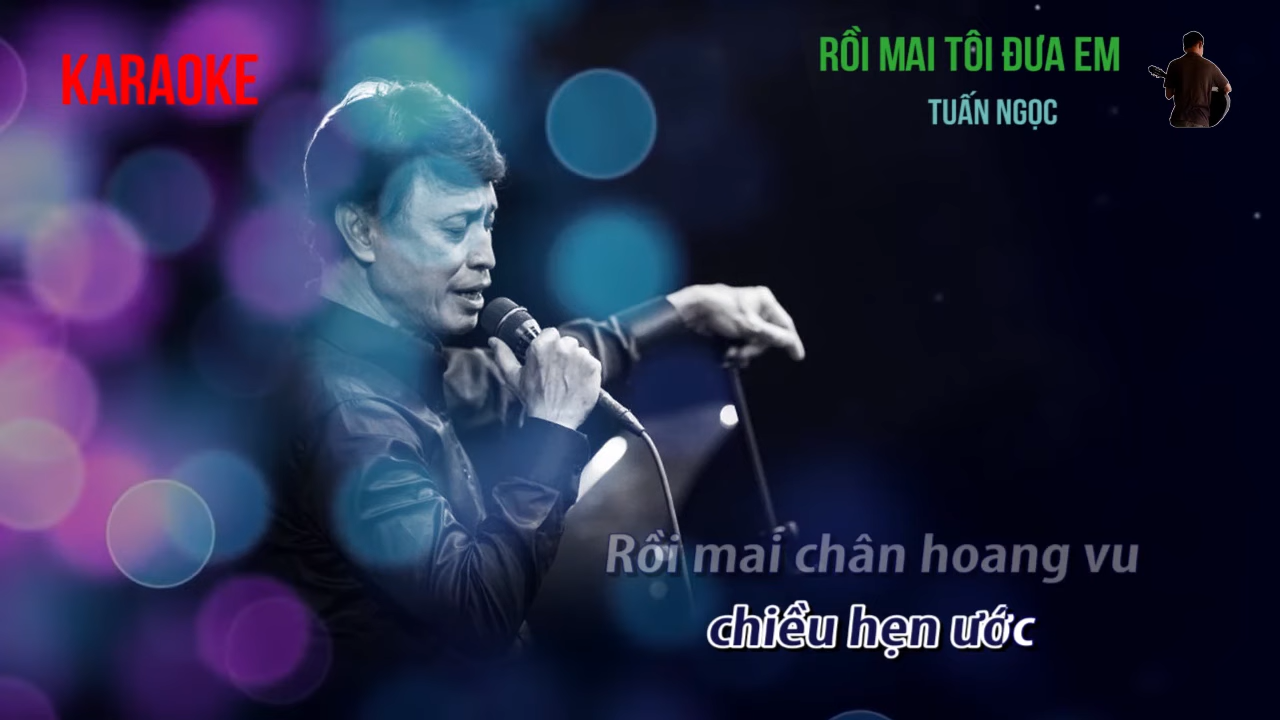 KARAOKE
RỒI MAI TÔI ĐƯA EM
TUẤN NGỌC
Rồi mai chân hoang vu
chiều hẹn ước